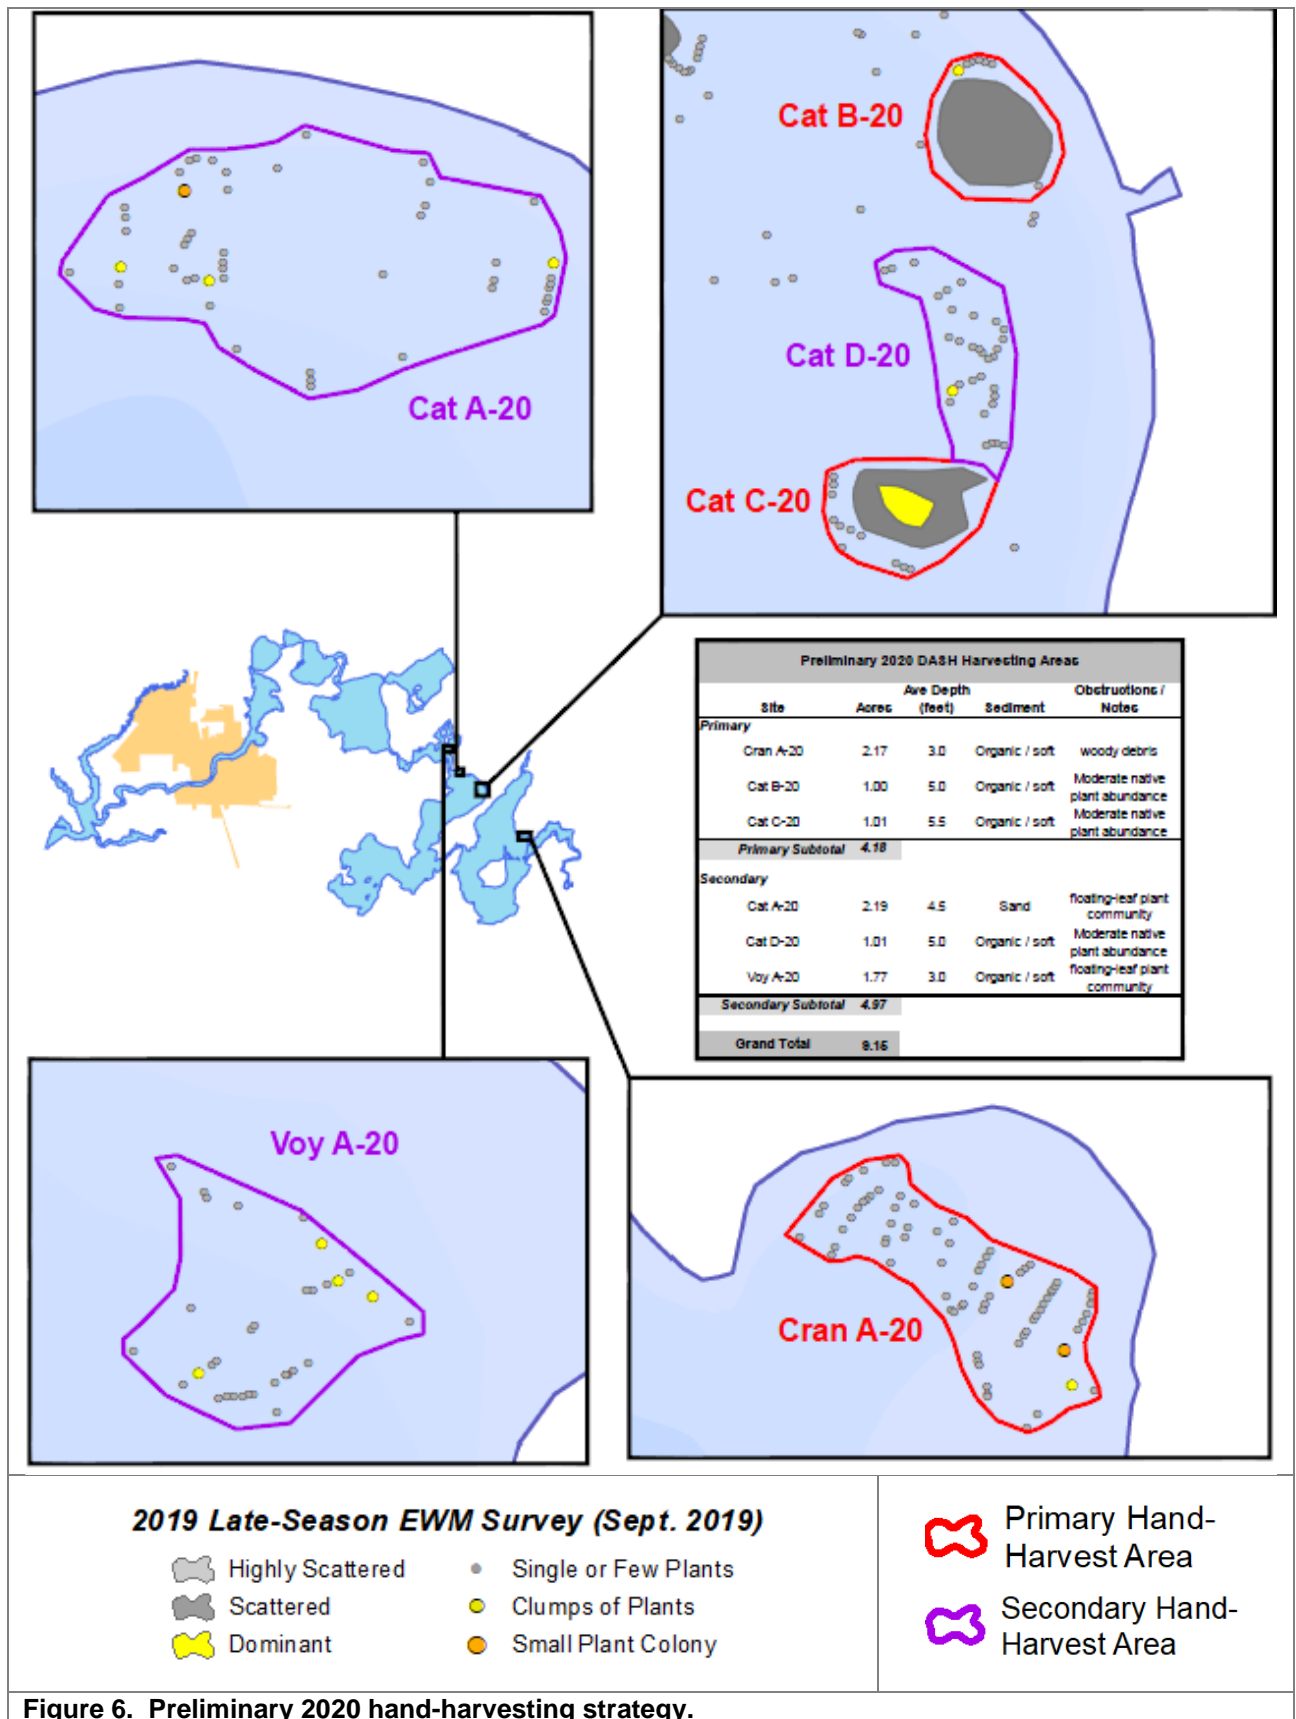 Cat B-20
Cat A-20
Cat D-20
Cat C-20
Preliminary 2020 DASH Harvesting Areas
Site Acres Ave Depth (feet) Sediment Obstructions / Notes
Primary
Cran A-20 2.17 3.0 Organic / soft woody debris
Cat B-20 1.00 5.0 Organic / soft Moderate native plant abundance
Cat C-20 1.01 5.5 Organic / soft Moderate native plant abundance
Primary Subtotal 4.18
Secondary
Cat A-20 2.19 4.5 Sand floating-leaf plant community
Cat D-20 1.01 5.0 Organic / soft Moderate native plant abundance
Voy A-20 1.77 3.0 Organic / soft floating-leaf plant community
Secondary Subtotal 4.97
Grand Total 9.15
Voy A-20
Cran A-20
2019 Late-Season EWM Survey (Sept. 2019)
Highly Scattered
Scattered
Dominant
Single or Few Plants
Clumps of Plants
Small Plant Colony
Primary Hand-
Harvest Area
Secondary Hand-
Harvest Area
Figure 6. Preliminary 2020 hand-harvesting strategy.